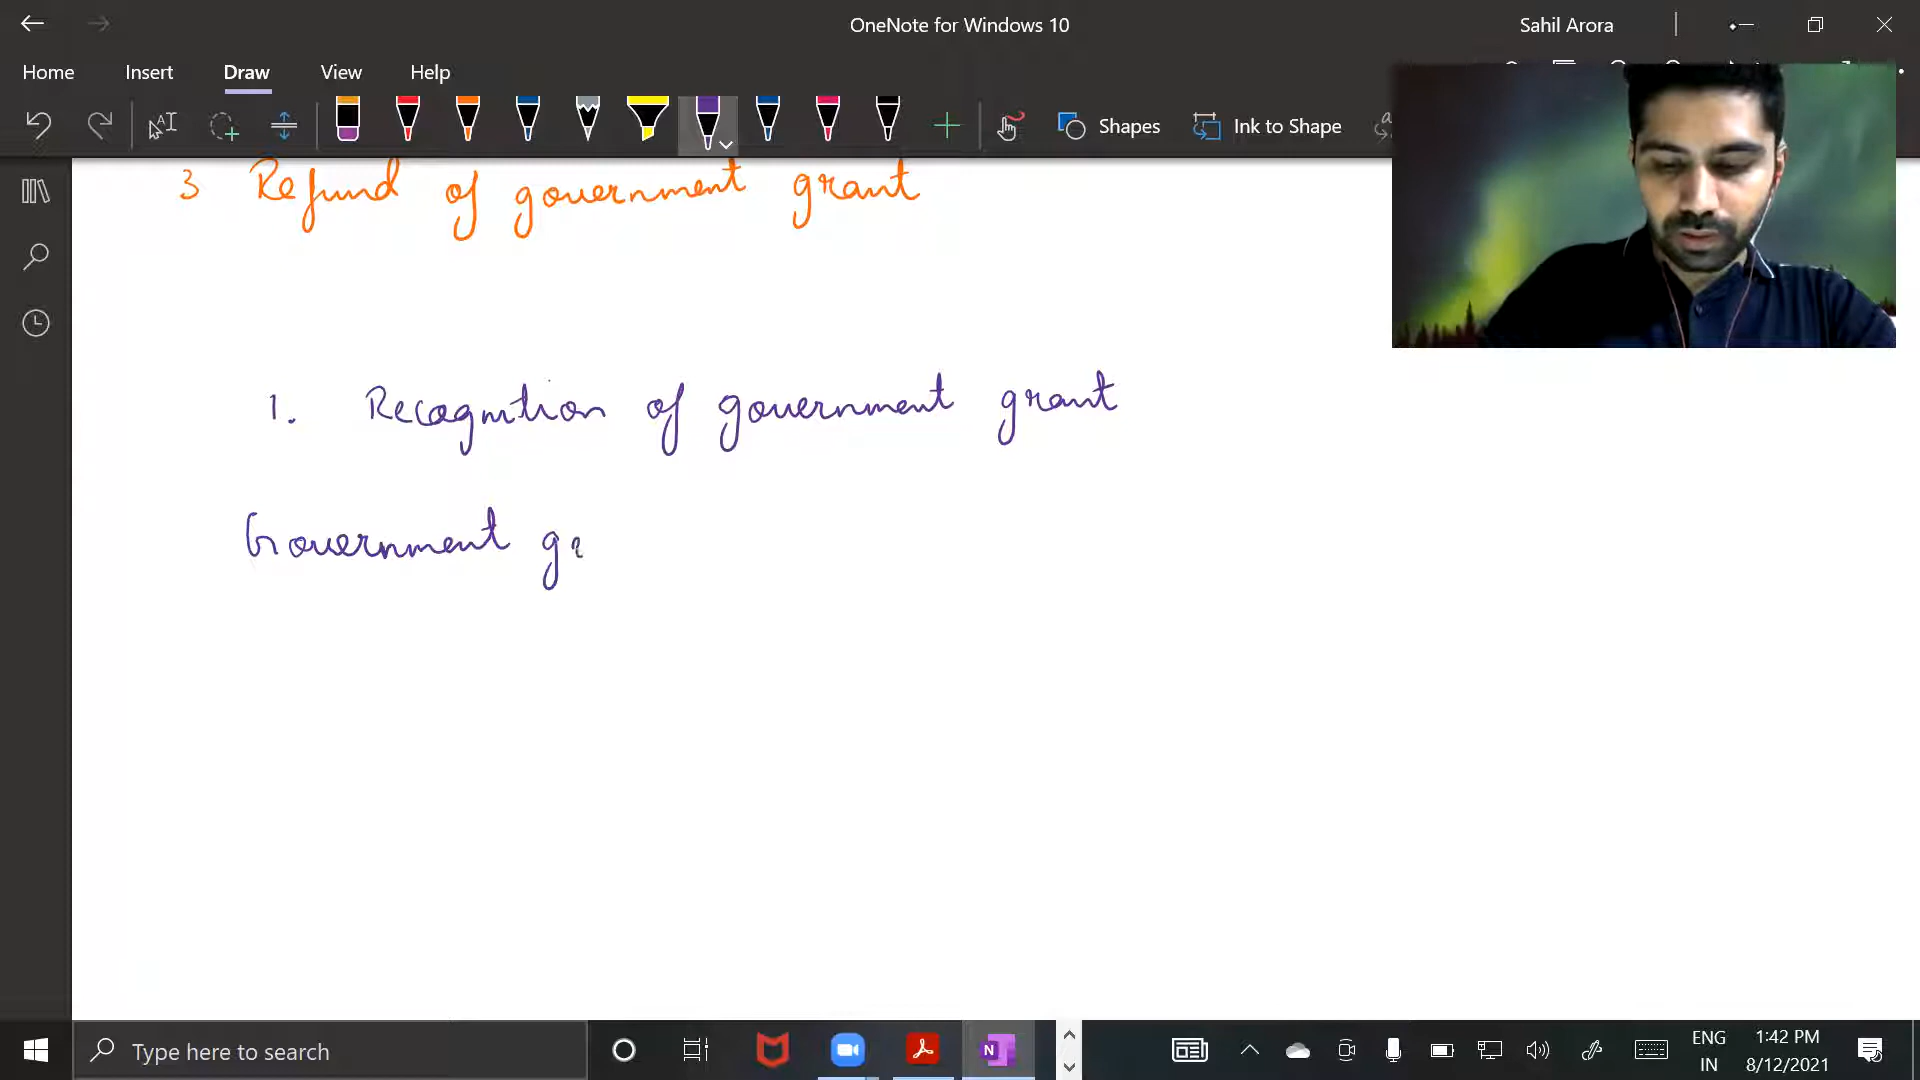 OneNote for Windows 10
Sahil Arora
Home Insert Draw View Help
Shapes Ink to Shape
3 Refund of government grant
1. Recognition of government grant
Government
Type here to search
ENG 1:42 PM
IN 8/12/2021